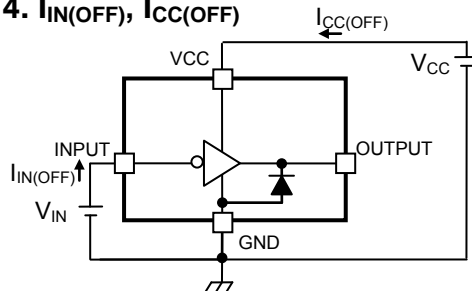 4. IIN(OFF), ICC(OFF)
ICC(OFF)
VCC
VCC
INPUT
OUTPUT
IIN(OFF)
VIN
GND